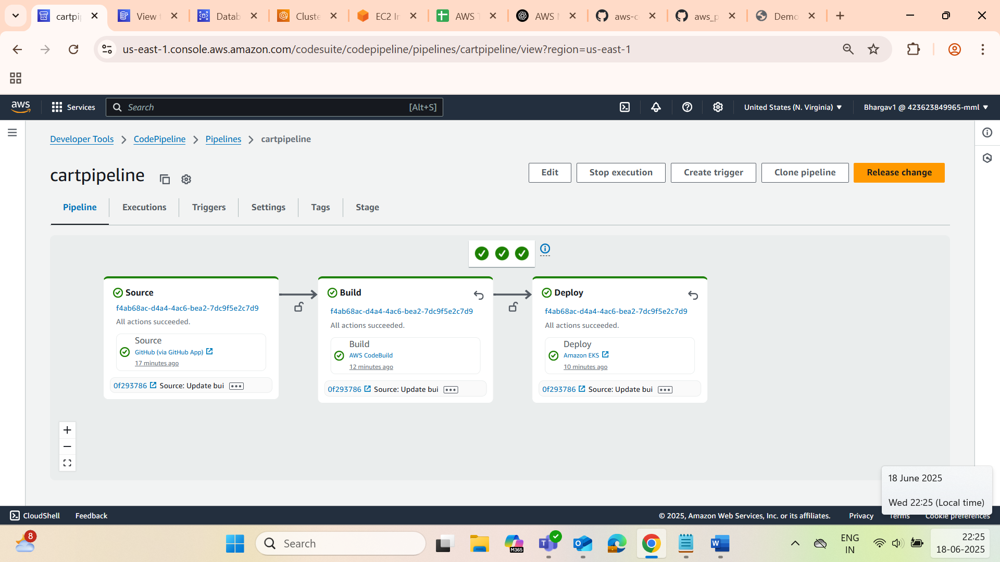 cartpip
View f
Datab
Cluste
EC2 In
AWS T
AWS M
aws-c
aws_p
Demo
us-east-1.console.aws.amazon.com/codesuite/codepipeline/pipelines/cartpipeline/view?region=us-east-1
aws
Services
Search
[Alt+S]
United States (N. Virginia) ▼
Bhargav1 @ 423623849965-mml ▼
Developer Tools
CodePipeline
Pipelines
cartpipeline
cartpipeline
Edit
Stop execution
Create trigger
Clone pipeline
Release change
Pipeline
Executions
Triggers
Settings
Tags
Stage
Source
f4ab68ac-d4a4-4ac6-bea2-7dc9f5e2c7d9
All actions succeeded.
Source
GitHub (via GitHub App)
17 minutes ago
0f293786 Source: Update bui
Build
f4ab68ac-d4a4-4ac6-bea2-7dc9f5e2c7d9
All actions succeeded.
Build
AWS CodeBuild
12 minutes ago
0f293786 Source: Update bui
Deploy
f4ab68ac-d4a4-4ac6-bea2-7dc9f5e2c7d9
All actions succeeded.
Deploy
Amazon EKS
10 minutes ago
0f293786 Source: Update bui
18 June 2025
Wed 22:25 (Local time)
CloudShell
Feedback
© 2025, Amazon Web Services, Inc. or its affiliates.
Privacy
Terms
Cookie preferences
8
Search
M365
ENG
IN
22:25
18-06-2025